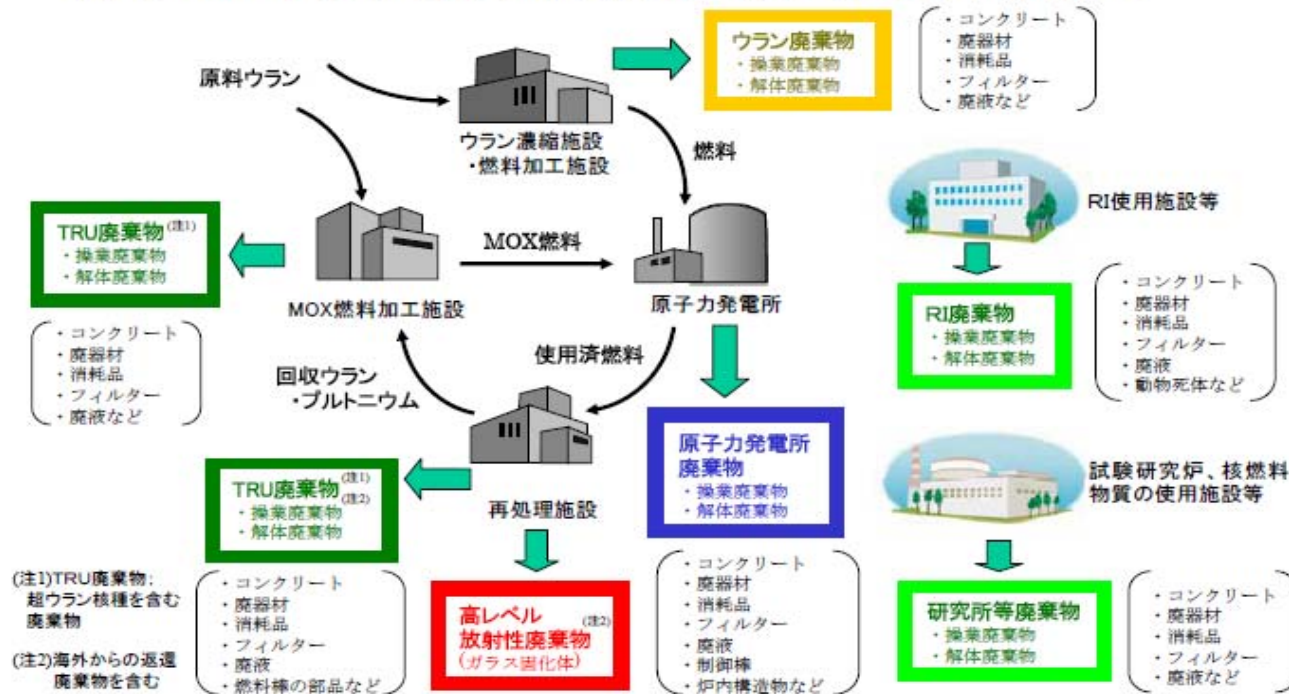 原料ウラン
ウラン濃縮施設
・燃料加工施設
ウラン廃棄物
・操業廃棄物
・解体廃棄物
・コンクリート
・廃器材
・消耗品
・フィルター
・廃液など
燃料
TRU廃棄物(注1)
・操業廃棄物
・解体廃棄物
・コンクリート
・廃器材
・消耗品
・フィルター
・廃液など
MOX燃料加工施設
MOX燃料
原子力発電所
使用済燃料
回収ウラン
・プルトニウム
再処理施設
TRU廃棄物(注1)
(注2)
・操業廃棄物
・解体廃棄物
・コンクリート
・廃器材
・消耗品
・フィルター
・廃液
・燃料棒の部品など
高レベル
放射性廃棄物(注2)
(ガラス固化体)
原子力発電所
廃棄物
・操業廃棄物
・解体廃棄物
・コンクリート
・廃器材
・消耗品
・フィルター
・廃液
・制御棒
・炉内構造物など
RI使用施設等
RI廃棄物
・操業廃棄物
・解体廃棄物
・コンクリート
・廃器材
・消耗品
・フィルター
・廃液
・動物死体など
試験研究炉、核燃料
物質の使用施設等
研究所等廃棄物
・操業廃棄物
・解体廃棄物
・コンクリート
・廃器材
・消耗品
・フィルター
・廃液など
(注1)TRU廃棄物:
超ウラン核種を含む
廃棄物
(注2)海外からの返還
廃棄物を含む